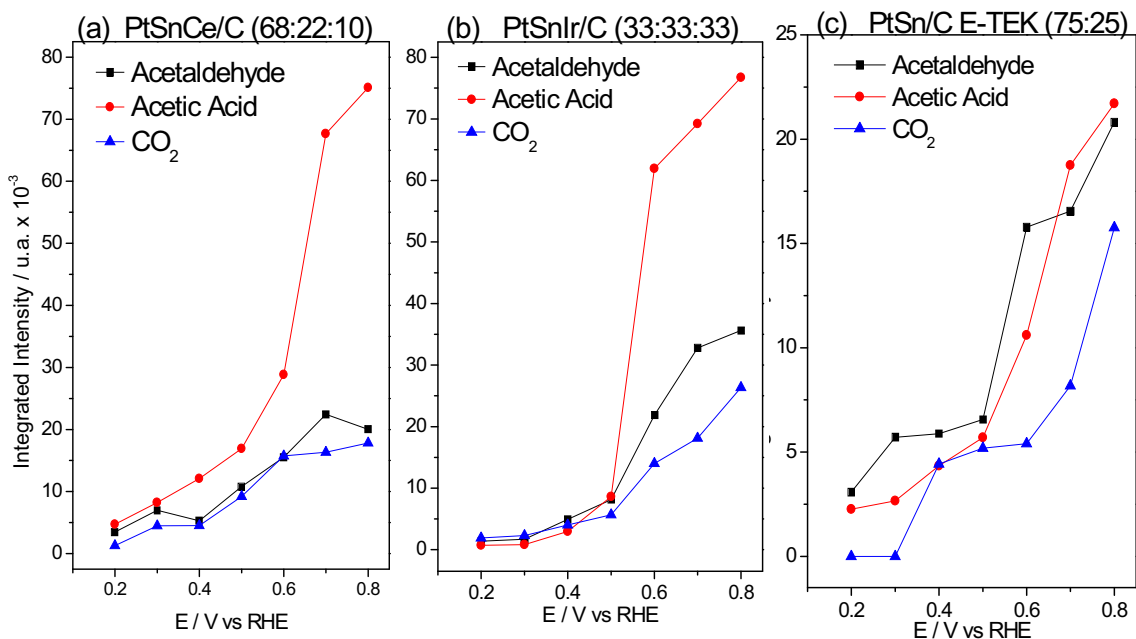 (a) PtSnCe/C (68:22:10)
Acetaldehyde
Acetic Acid
CO₂
80
70
60
50
40
30
20
10
0
0.2 0.4 0.6 0.8
E / V vs RHE
Integrated Intensity / u.a. x 10⁻³
(b) PtSnIr/C (33:33:33)
Acetaldehyde
Acetic Acid
CO₂
80
70
60
50
40
30
20
10
0
0.2 0.4 0.6 0.8
E / V vs RHE
(c) PtSn/C E-TEK (75:25)
Acetaldehyde
Acetic Acid
CO₂
25
20
15
10
5
0
0.2 0.4 0.6 0.8
E / V vs RHE